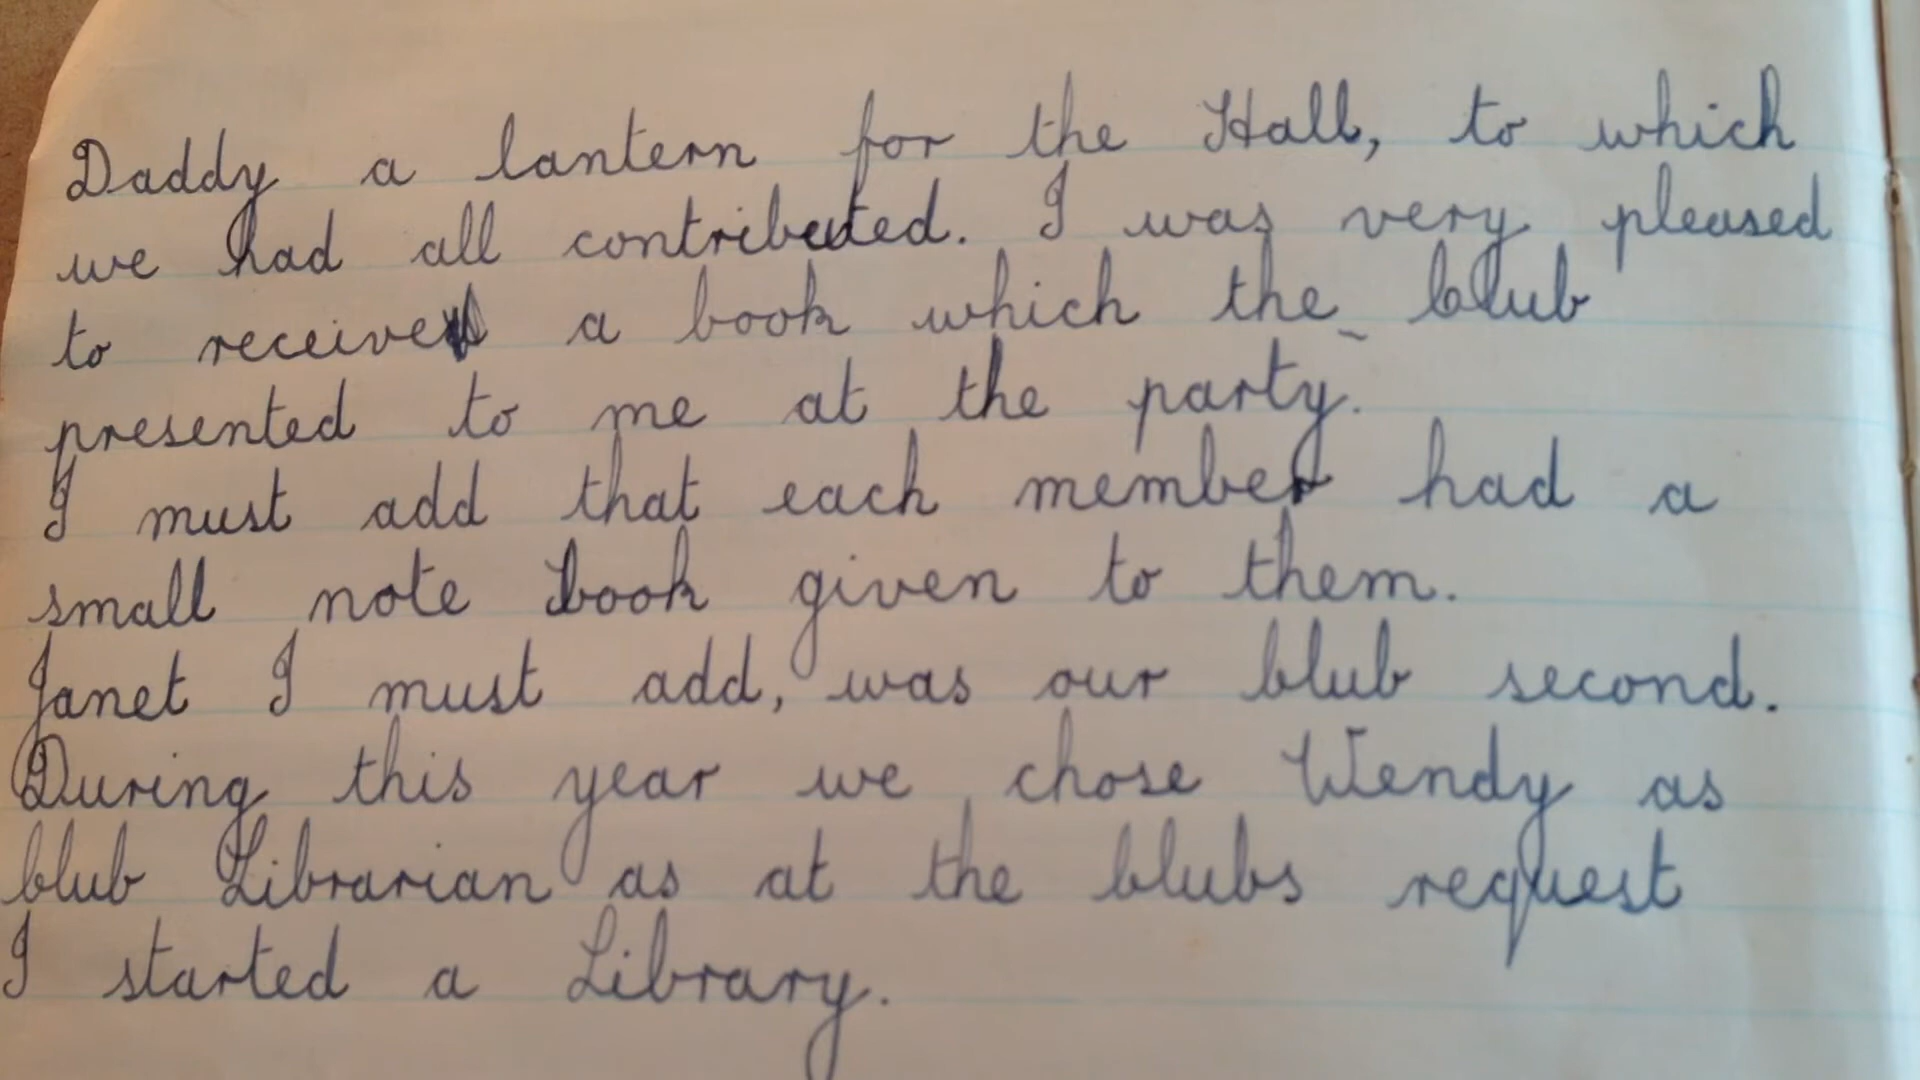 Daddy a lantern for the Hall, to which
we had all contributed. I was very pleased
to receive a book which the Club
presented to me at the party.
I must add that each member had a
small note book given to them.
Janet I must add, was our Club second.
During this year we chose Wendy as
Club Librarian as at the Clubs request
I started a Library.